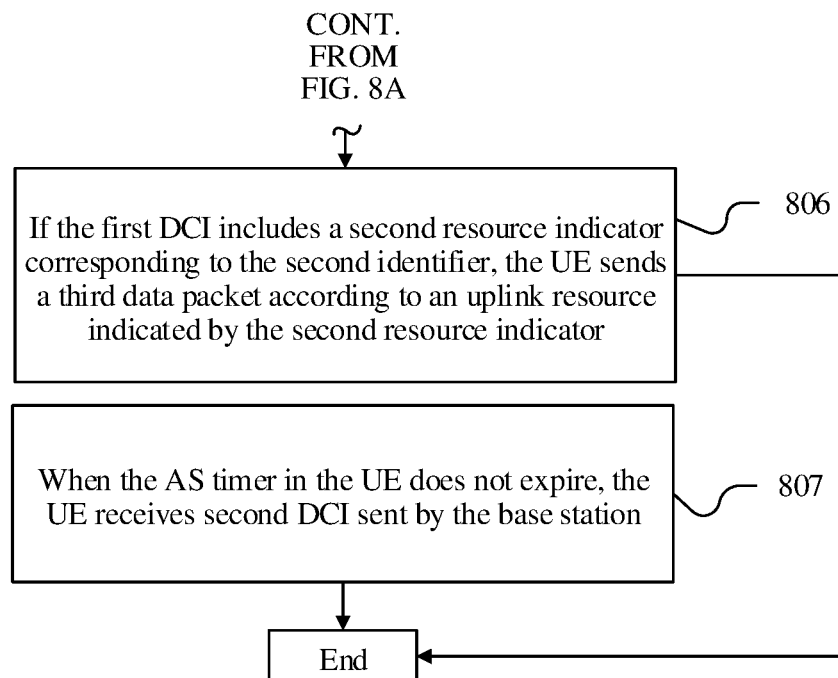 CONT.
FROM
FIG. 8A
806
If the first DCI includes a second resource indicator
corresponding to the second identifier, the UE sends
a third data packet according to an uplink resource
indicated by the second resource indicator
When the AS timer in the UE does not expire, the
UE receives second DCI sent by the base station
807
End